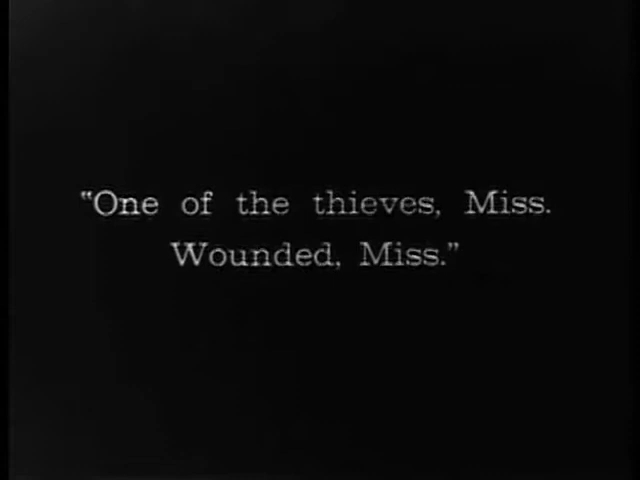 “One of the thieves, Miss.
Wounded, Miss.”